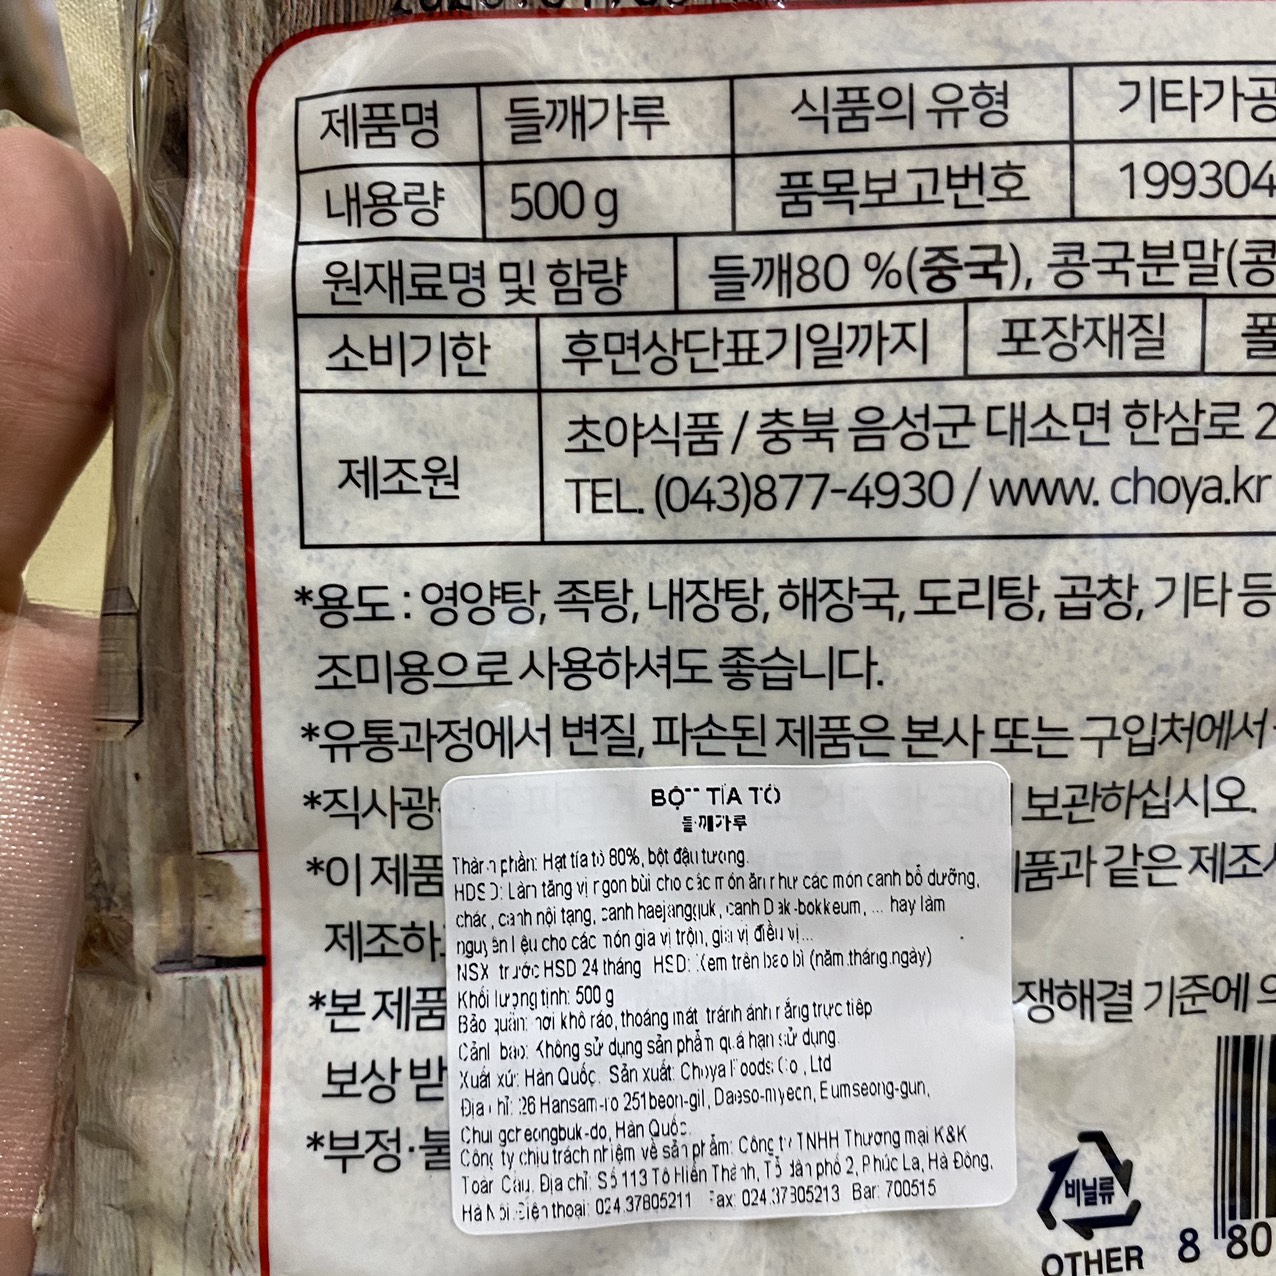 제품명 들깨가루 식품의 유형 기타가공
내용량 500 g 품목보고번호 199304
원재료명 및 함량 들깨80 %(중국), 콩국분말(콩
소비기한 후면상단표기일까지 포장재질 폴
제조원 초야식품 / 충북 음성군 대소면 한삼로 2
TEL. (043)877-4930 / www. choya.kr
*용도 : 영양탕, 족탕, 내장탕, 해장국, 도리탕, 곱창, 기타 등
조미용으로 사용하셔도 좋습니다.
*유통과정에서 변질, 파손된 제품은 본사 또는 구입처에서
*직사광 보관하십시오.
*이 제품 품과 같은 제조
제조하
*본 제품 쟁해결 기준에
보상 받
*부정·불
BỘT TÍA TÔ
들깨가루
Thành phần: Hạt tía tô 80%, bột đậu tương.
HDSD: Làm tăng vị ngon bùi cho các món ăn như các món canh bổ dưỡng,
cháo, canh nội tạng, canh haejangguk, canh Dak-bokkeum, ... hay làm
nguyên liệu cho các món gia vị trộn, gia vị điều vị...
NSX trước HSD 24 tháng HSD: Xem trên bao bì (năm.tháng.ngày)
Khối lượng tịnh: 500 g
Bảo quản: nơi khô ráo, thoáng mát tránh ánh nắng trực tiếp
Cảnh báo: Không sử dụng sản phẩm quá hạn sử dụng.
Xuất xứ: Hàn Quốc. Sản xuất: Choya Foods Co., Ltd
Địa chỉ: 26 Hansam-ro 251beon-gil, Daeso-myeon, Eumseong-gun,
Chungcheongbuk-do, Hàn Quốc.
Công ty chịu trách nhiệm về sản phẩm: Công ty TNHH Thương mại K&K
Toàn Cầu. Địa chỉ: Số 113 Tô Hiến Thành, Tổ dân phố 2, Phúc La, Hà Đông,
Hà Nội. Điện thoại: 024.37805211 Fax: 024.37305213 Bar: 700515
비닐류
OTHER
8 80